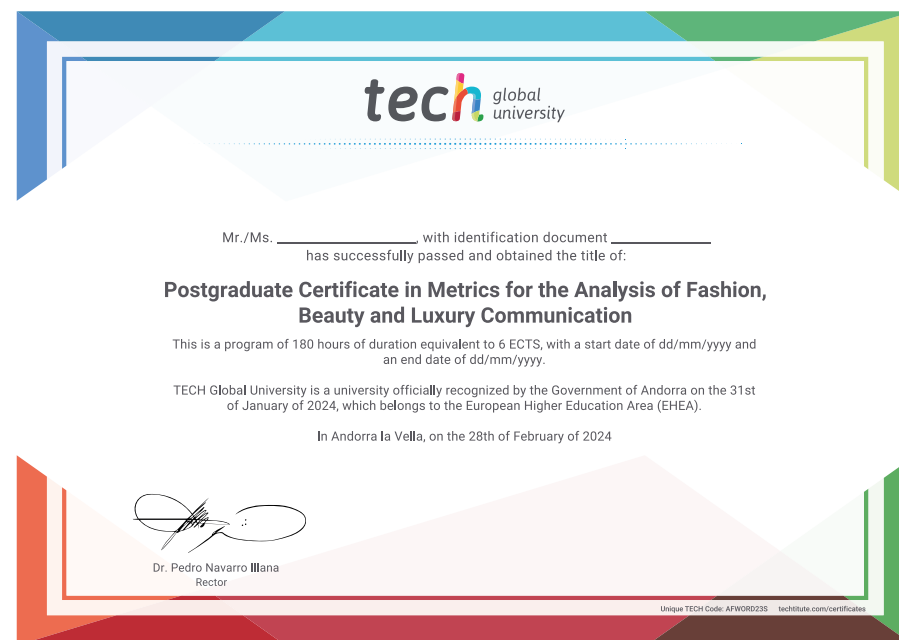 tech global university
Mr./Ms. ________________, with identification document ____________
has successfully passed and obtained the title of:
Postgraduate Certificate in Metrics for the Analysis of Fashion,
Beauty and Luxury Communication
This is a program of 180 hours of duration equivalent to 6 ECTS, with a start date of dd/mm/yyyy and
an end date of dd/mm/yyyy.
TECH Global University is a university officially recognized by the Government of Andorra on the 31st
of January of 2024, which belongs to the European Higher Education Area (EHEA).
In Andorra la Vella, on the 28th of February of 2024
Dr. Pedro Navarro Illana
Rector
Unique TECH Code: AFWORD23S techtitute.com/certificates